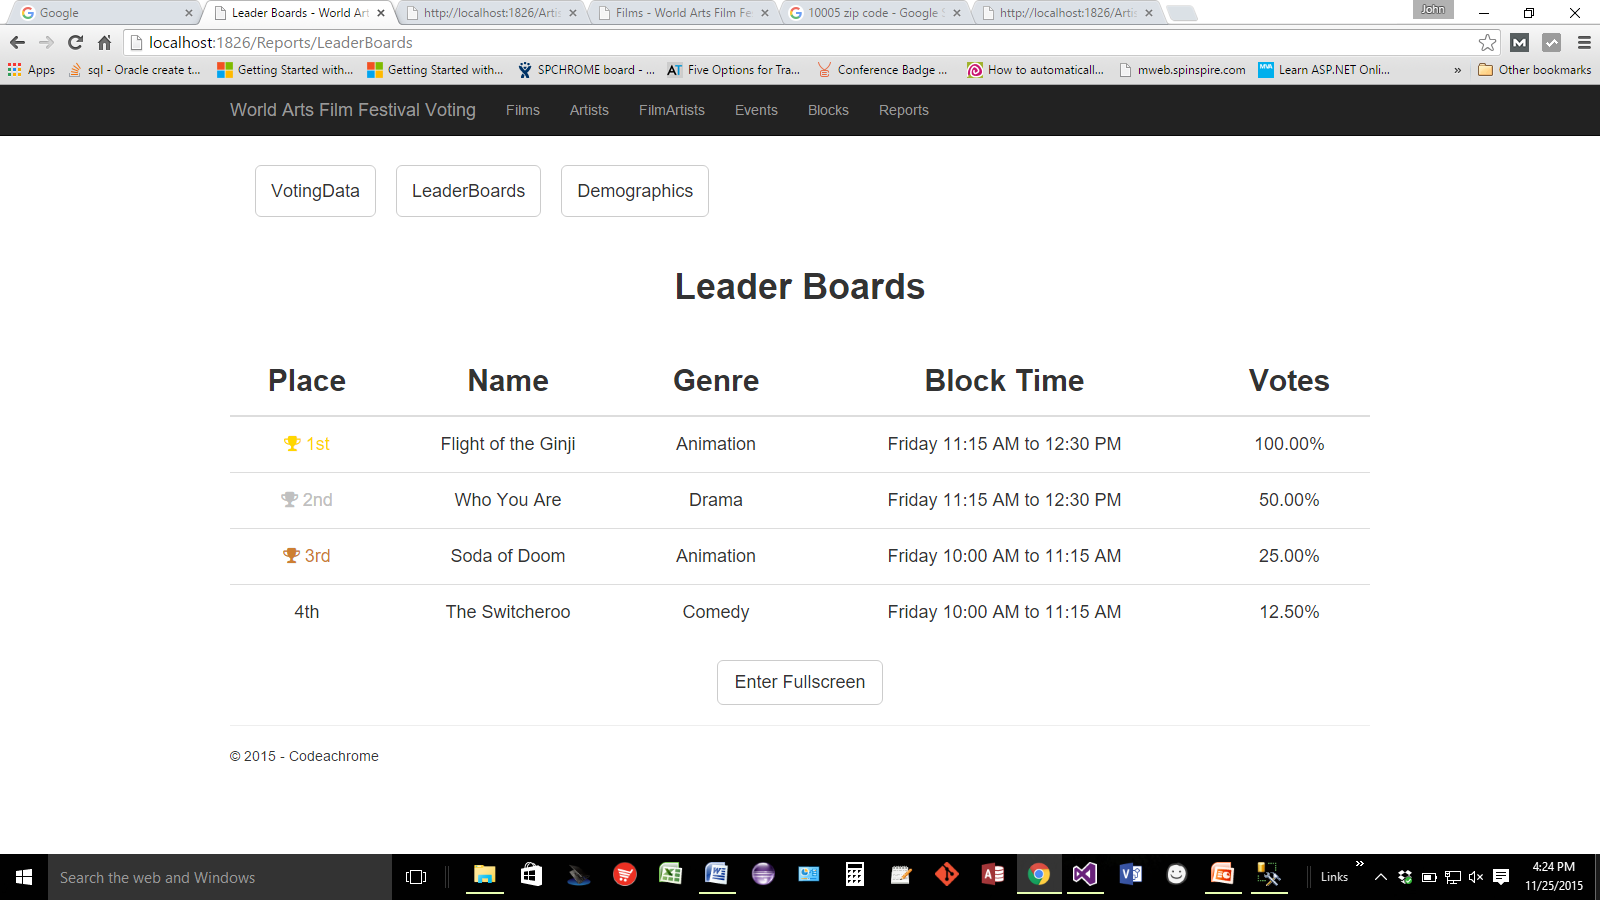 Google
Leader Boards - World Art
http://localhost:1826/Artis
Films - World Arts Film Fe
10005 zip code - Google S
http://localhost:1826/Artis
John
localhost:1826/Reports/LeaderBoards
Apps
sql - Oracle create t...
Getting Started with...
Getting Started with...
SPCHROME board - ...
AT Five Options for Tra...
Conference Badge ...
How to automaticall...
mweb.spinspire.com
MVA Learn ASP.NET Onli...
» Other bookmarks
World Arts Film Festival Voting Films Artists FilmArtists Events Blocks Reports
VotingData LeaderBoards Demographics
Leader Boards
Place Name Genre Block Time Votes
1st Flight of the Ginji Animation Friday 11:15 AM to 12:30 PM 100.00%
2nd Who You Are Drama Friday 11:15 AM to 12:30 PM 50.00%
3rd Soda of Doom Animation Friday 10:00 AM to 11:15 AM 25.00%
4th The Switcheroo Comedy Friday 10:00 AM to 11:15 AM 12.50%
Enter Fullscreen
© 2015 - Codeachrome
Search the web and Windows
Links »
4:24 PM
11/25/2015